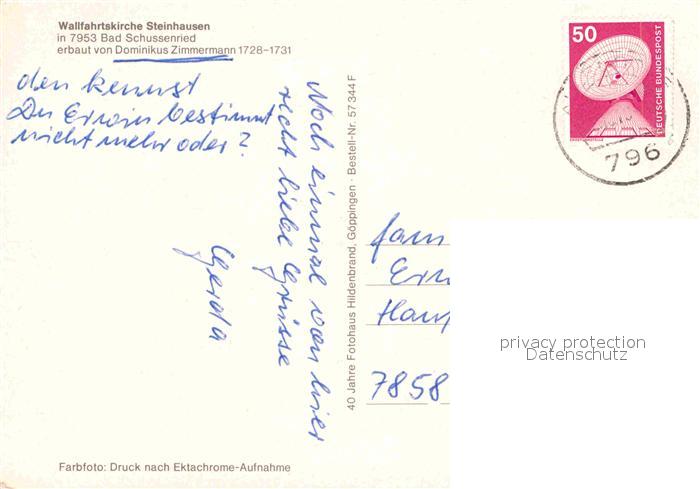 Wallfahrtskirche Steinhausen
in 7953 Bad Schussenried
erbaut von Dominikus Zimmermann 1728–1731
den kennst
Du Erwin bestimmt
nicht mehr oder?
Noch einmal von hier
recht liebe Grüsse
Gerda
40 Jahre Fotohaus Hildenbrand, Göppingen · Bestell-Nr. 57 344 F
50
DEUTSCHE BUNDESPOST
796
Fam
Erw
Haup
7858
privacy protection
Datenschutz
Farbfoto: Druck nach Ektachrome-Aufnahme